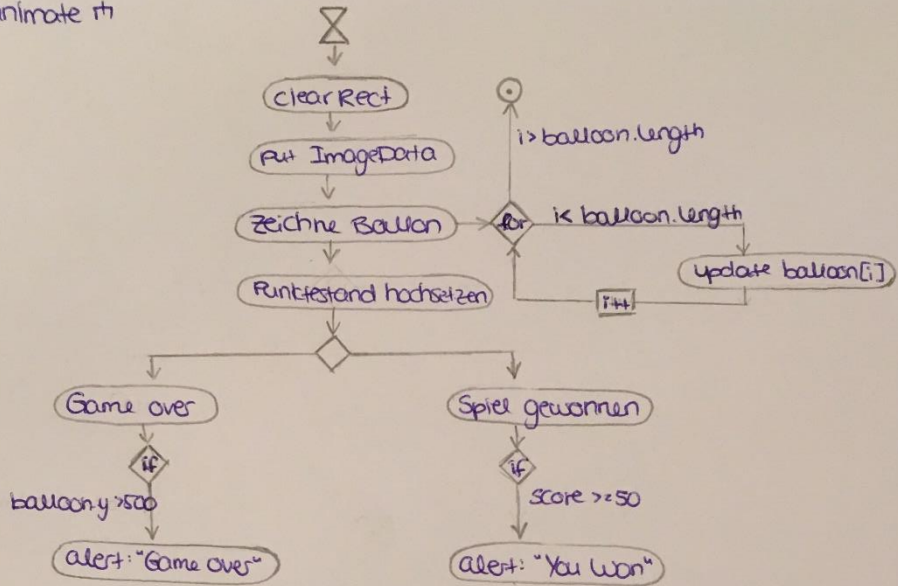 animate
clearRect
put ImageData
i>balloon.length
zeichne Ballon
for
i< balloon.length
update balloon[i]
Punktestand hochsetzen
i++
Game over
Spiel gewonnen
if
if
balloon.y >500
score >=50
alert: "Game over"
alert: "You Won"